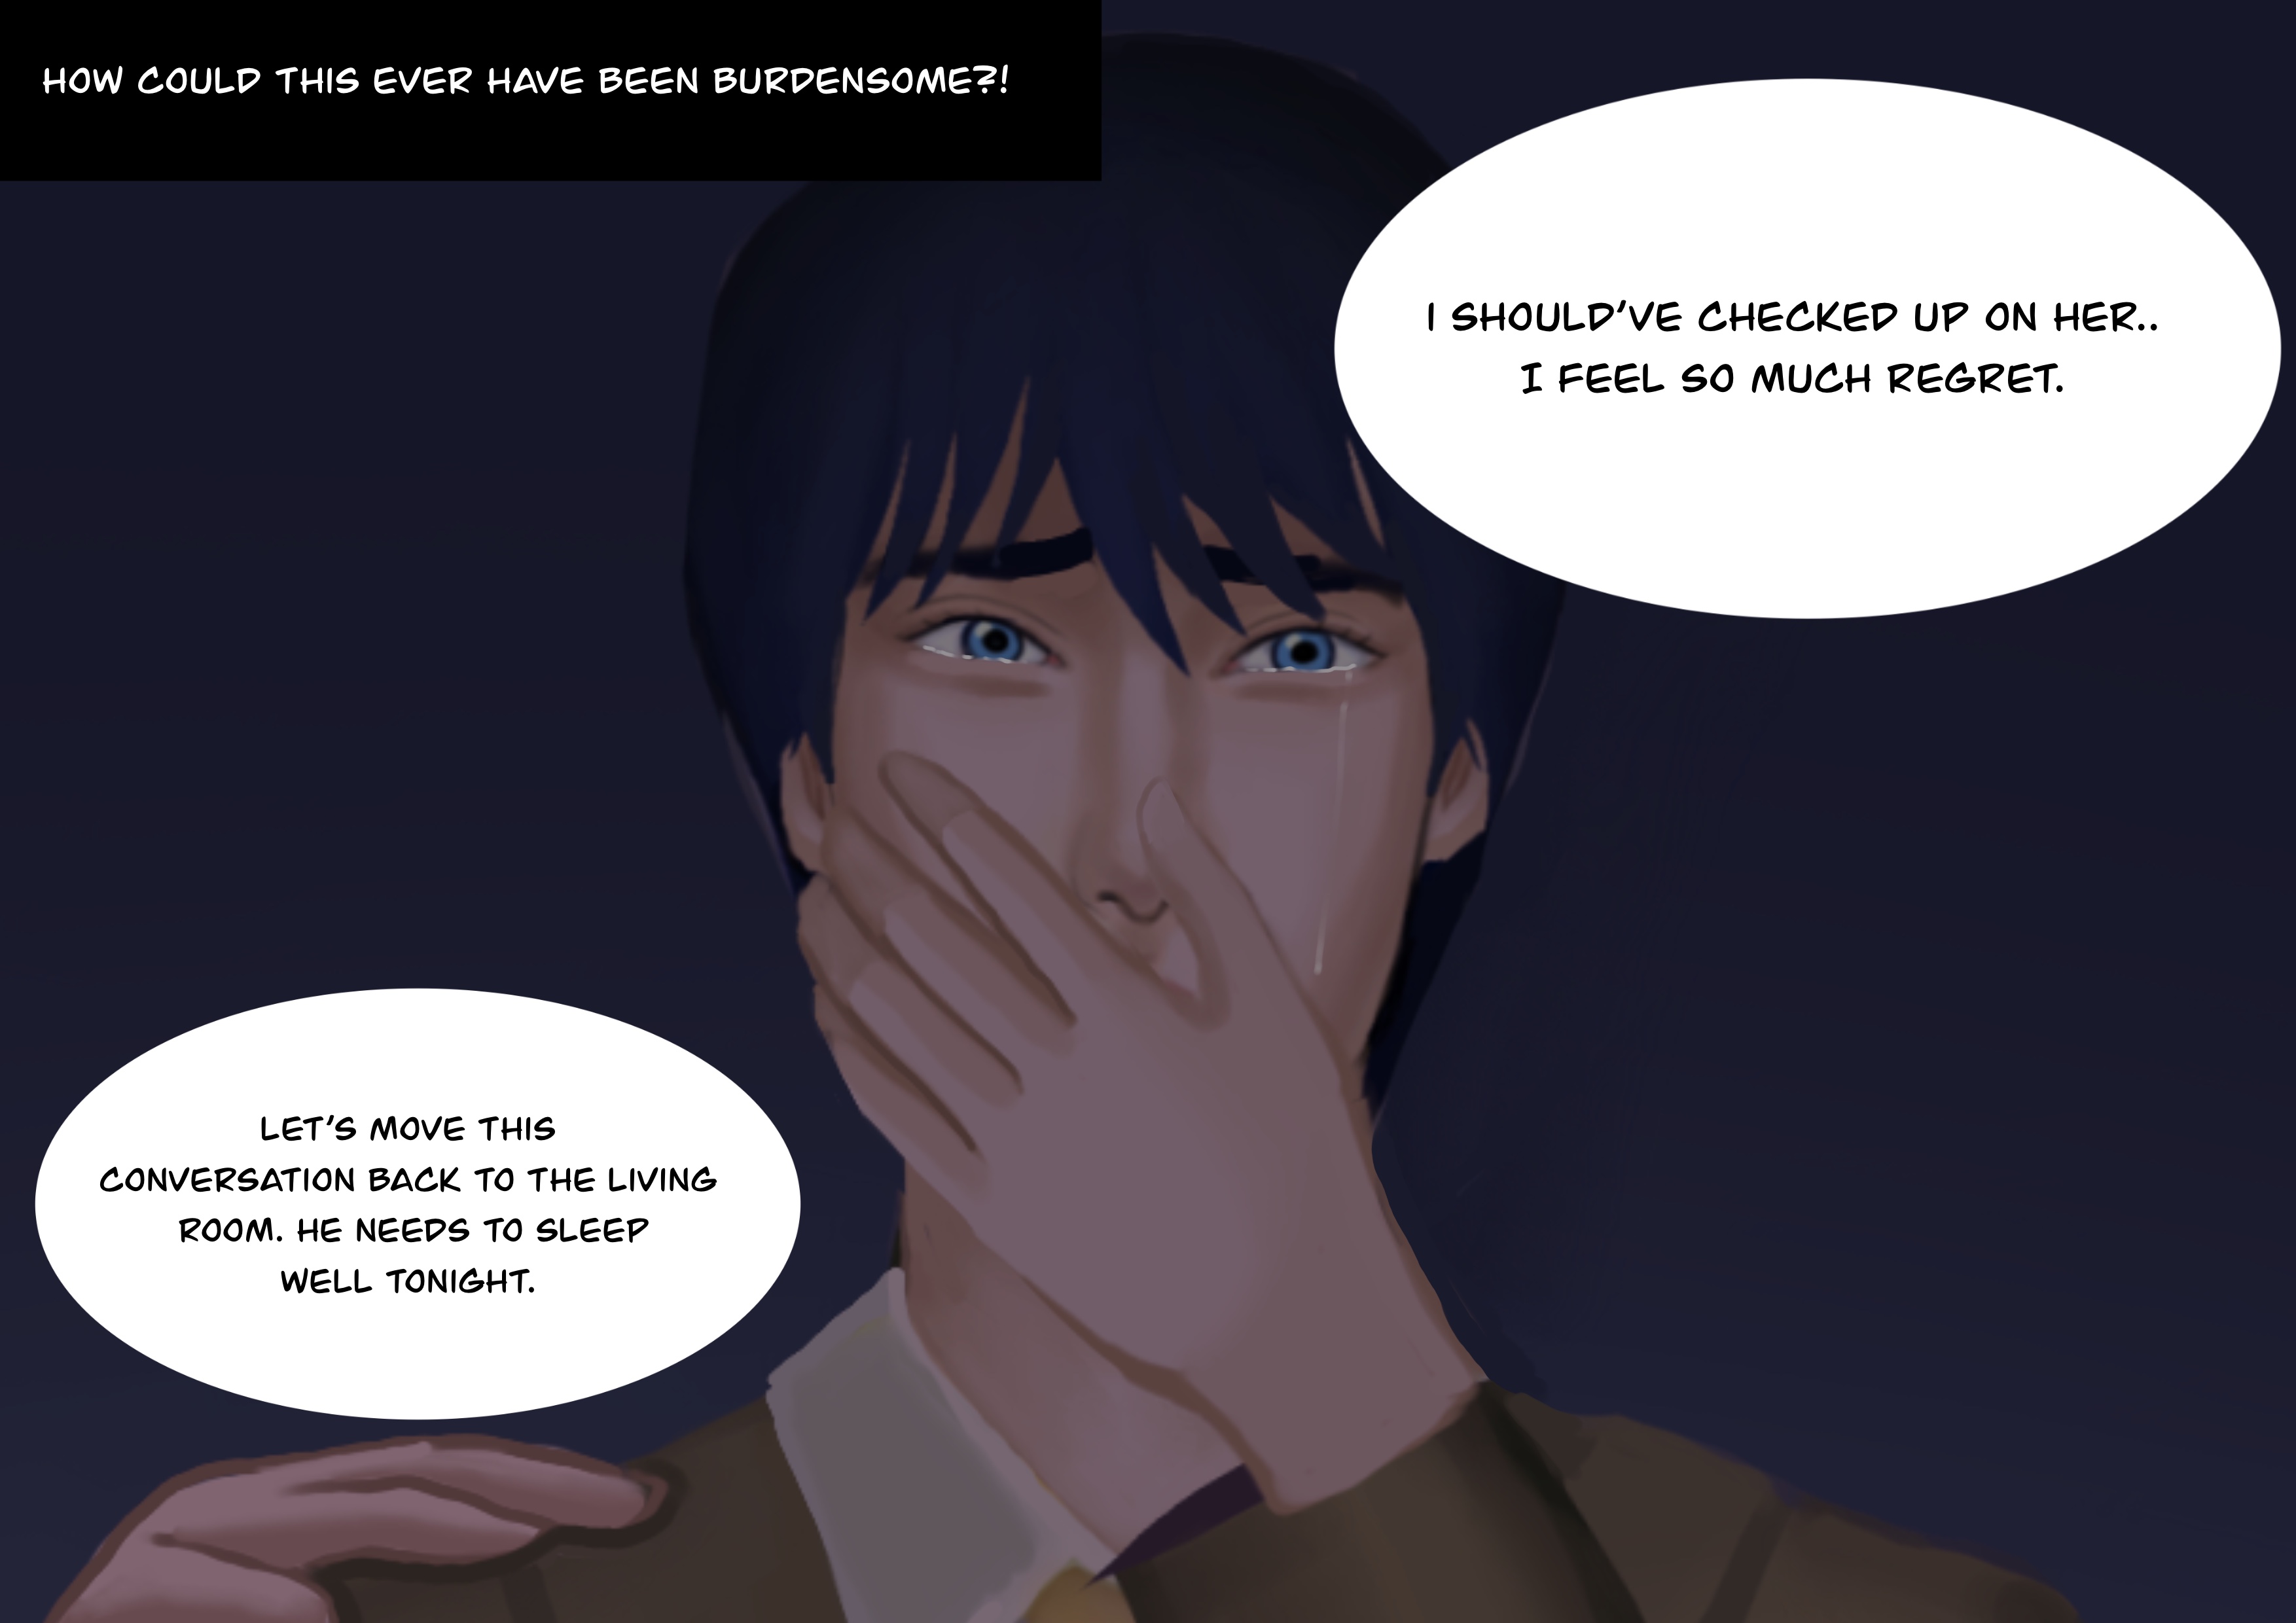 HOW COULD THIS EVER HAVE BEEN BURDENSOME?!
I SHOULD'VE CHECKED UP ON HER..
I FEEL SO MUCH REGRET.
LET'S MOVE THIS
CONVERSATION BACK TO THE LIVING
ROOM. HE NEEDS TO SLEEP
WELL TONIGHT.